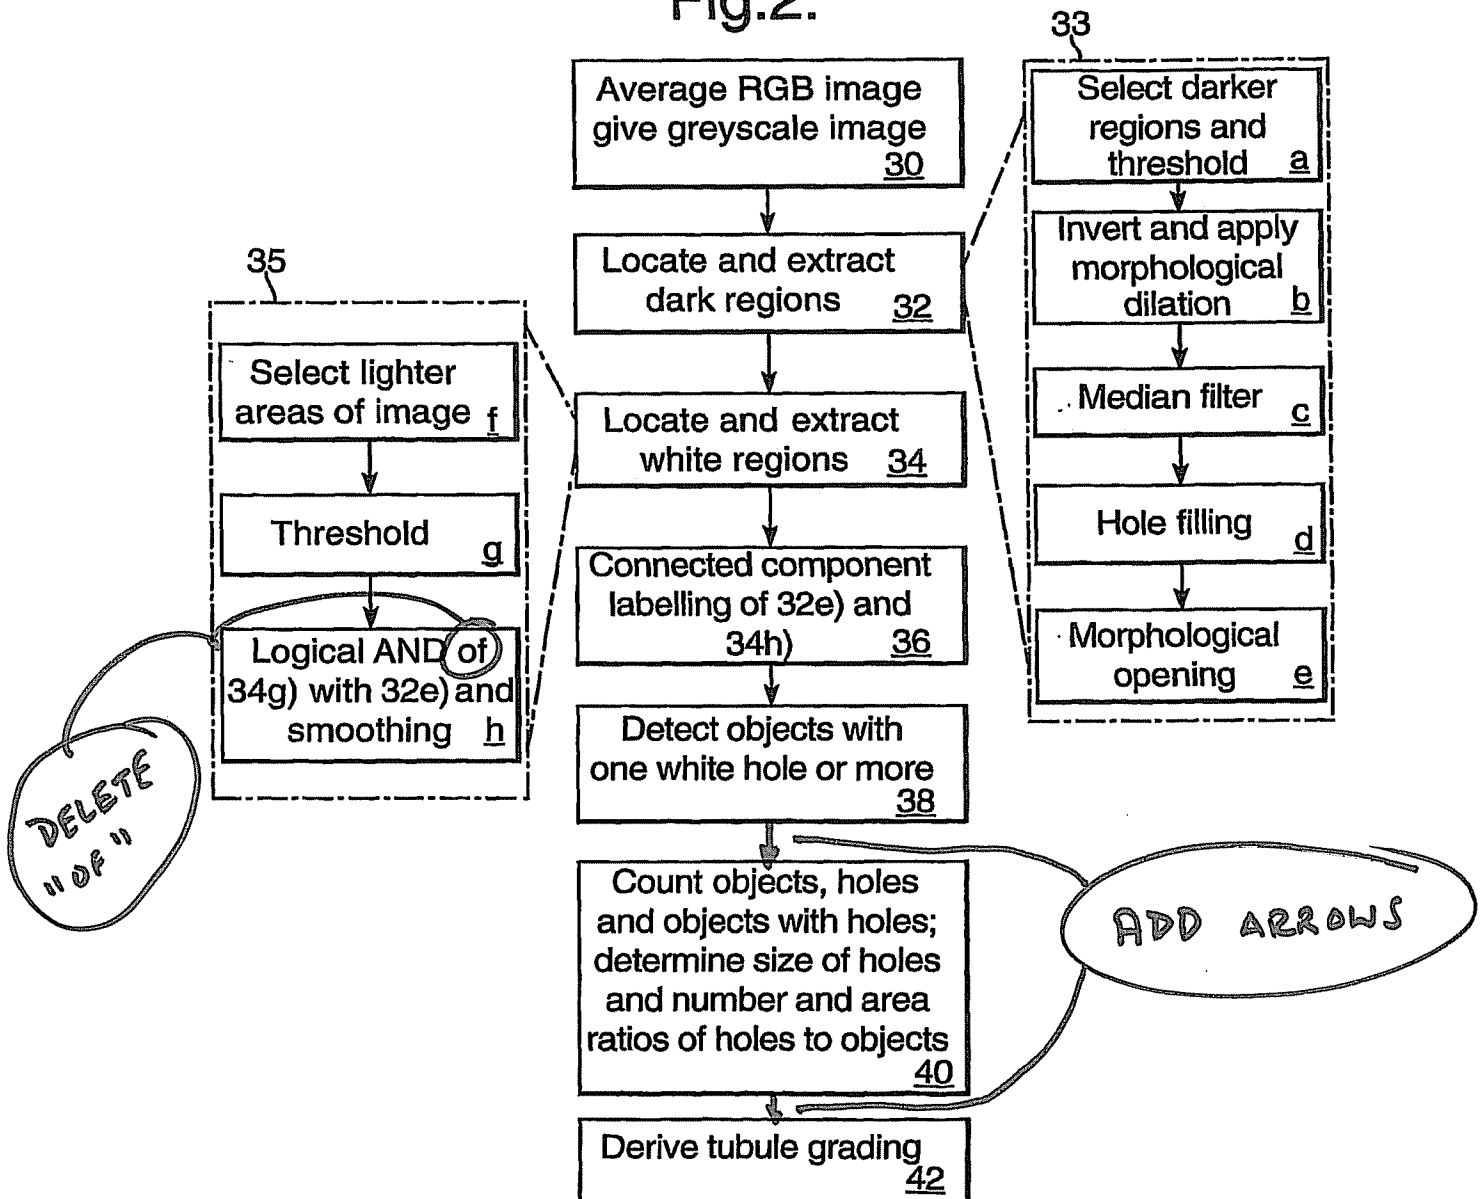 Fig.2.
33
Average RGB image
give greyscale image
30
Select darker
regions and
threshold a
Invert and apply
morphological
dilation b
Median filter c
Hole filling d
Morphological
opening e
Locate and extract
dark regions 32
35
Select lighter
areas of image f
Threshold g
Logical AND of
34g) with 32e) and
smoothing h
Locate and extract
white regions 34
Connected component
labelling of 32e) and
34h) 36
Detect objects with
one white hole or more
38
Count objects, holes
and objects with holes;
determine size of holes
and number and area
ratios of holes to objects
40
Derive tubule grading
42
DELETE
"OF"
ADD ARROWS